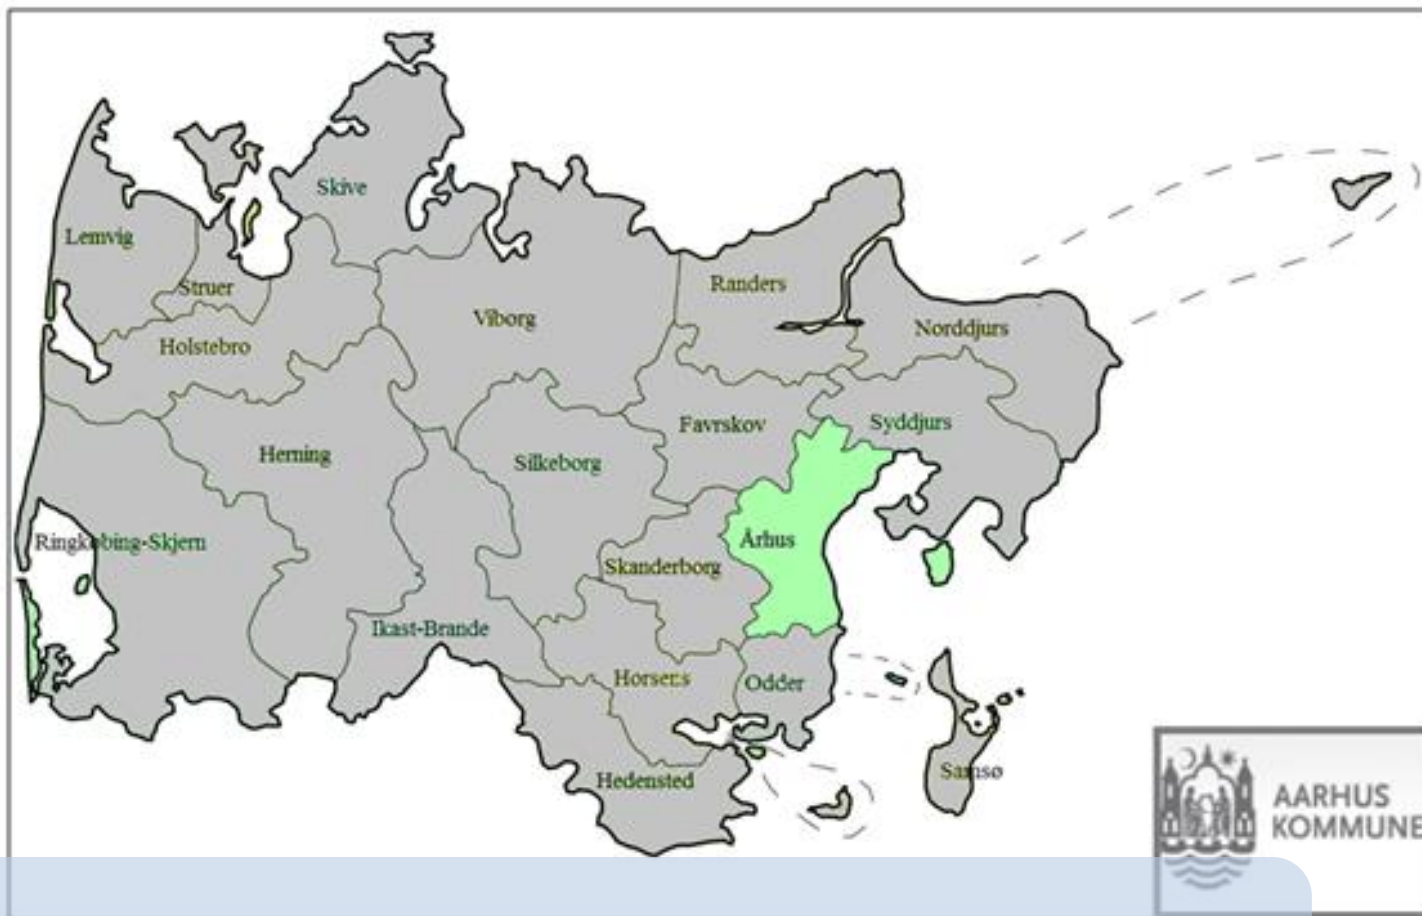 Skive
Lemvig
Struer
Randers
Viborg
Norddjurs
Holstebro
Favrskov
Syddjurs
Herning
Silkeborg
Århus
Ringkøbing-Skjern
Skanderborg
Ikast-Brande
Horsens
Odder
Samsø
Hedensted
AARHUS
KOMMUNE